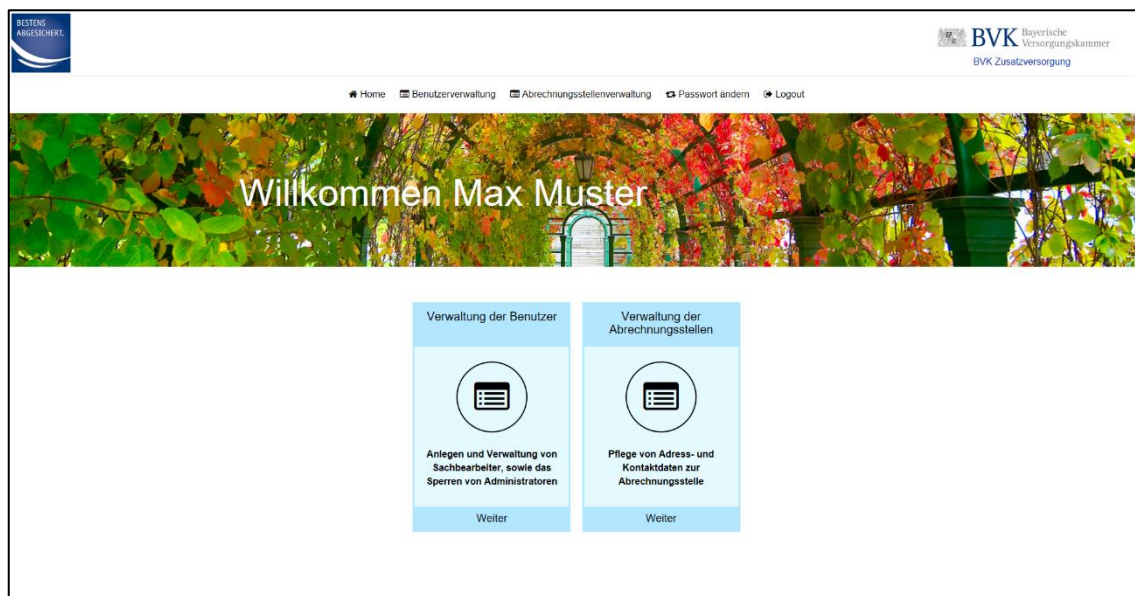 BESTENS
ABGESICHERT.
BVK Bayerische
Versorgungskammer
BVK Zusatzversorgung
Home Benutzerverwaltung Abrechnungsstellenverwaltung Passwort ändern Logout
Willkommen Max Muster
Verwaltung der Benutzer
Anlegen und Verwaltung von
Sachbearbeiter, sowie das
Sperren von Administratoren
Weiter
Verwaltung der
Abrechnungsstellen
Pflege von Adress- und
Kontaktdaten zur
Abrechnungsstelle
Weiter